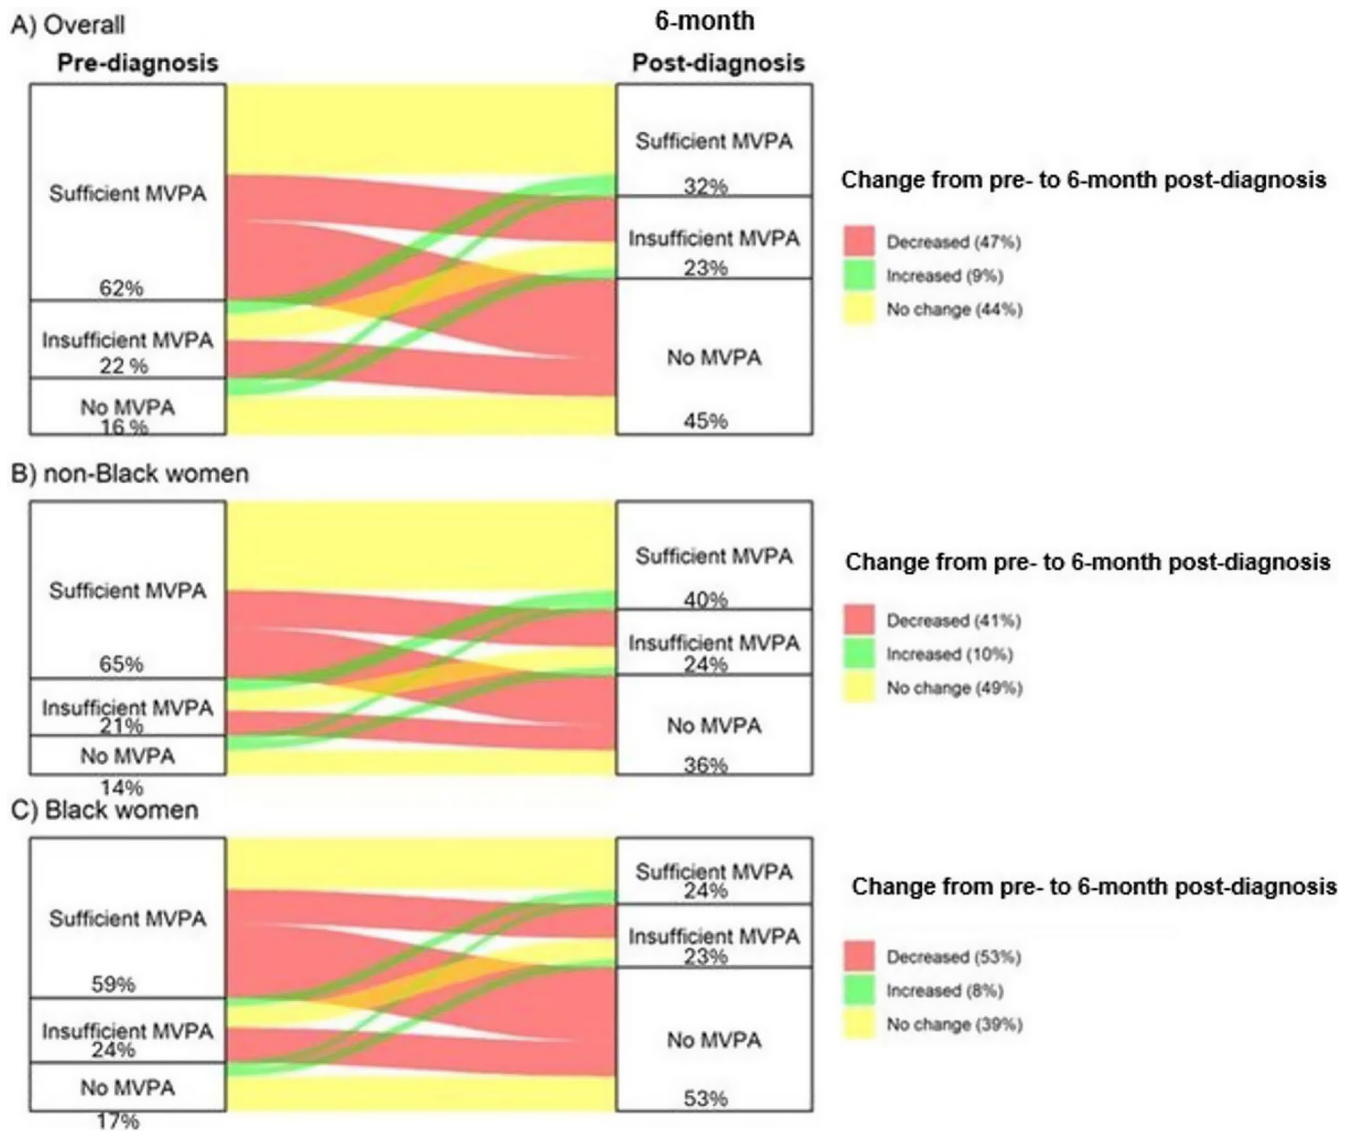 A) Overall
6-month
Pre-diagnosis
Post-diagnosis
Sufficient MVPA
62%
Insufficient MVPA
22 %
No MVPA
16 %
Sufficient MVPA
32%
Insufficient MVPA
23%
No MVPA
45%
Change from pre- to 6-month post-diagnosis
Decreased (47%)
Increased (9%)
No change (44%)
B) non-Black women
Sufficient MVPA
65%
Insufficient MVPA
21%
No MVPA
14%
Sufficient MVPA
40%
Insufficient MVPA
24%
No MVPA
36%
Change from pre- to 6-month post-diagnosis
Decreased (41%)
Increased (10%)
No change (49%)
C) Black women
Sufficient MVPA
59%
Insufficient MVPA
24%
No MVPA
17%
Sufficient MVPA
24%
Insufficient MVPA
23%
No MVPA
53%
Change from pre- to 6-month post-diagnosis
Decreased (53%)
Increased (8%)
No change (39%)